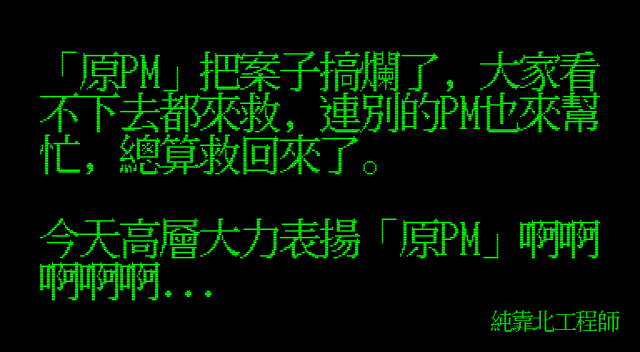 「原PM」把案子搞爛了，大家看
不下去都來救，連別的PM也來幫
忙，總算救回來了。
今天高層大力表揚「原PM」啊啊
啊啊啊...
純靠北工程師